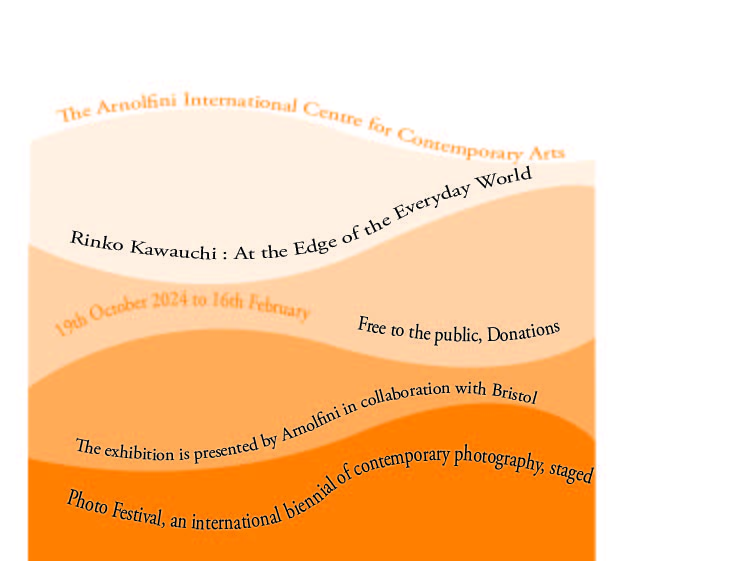 The Arnolfini International Centre for Contemporary Arts
Rinko Kawauchi : At the Edge of the Everyday World
19th October 2024 to 16th February
Free to the public, Donations
The exhibition is presented by Arnolfini in collaboration with Bristol
Photo Festival, an international biennial of contemporary photography, staged